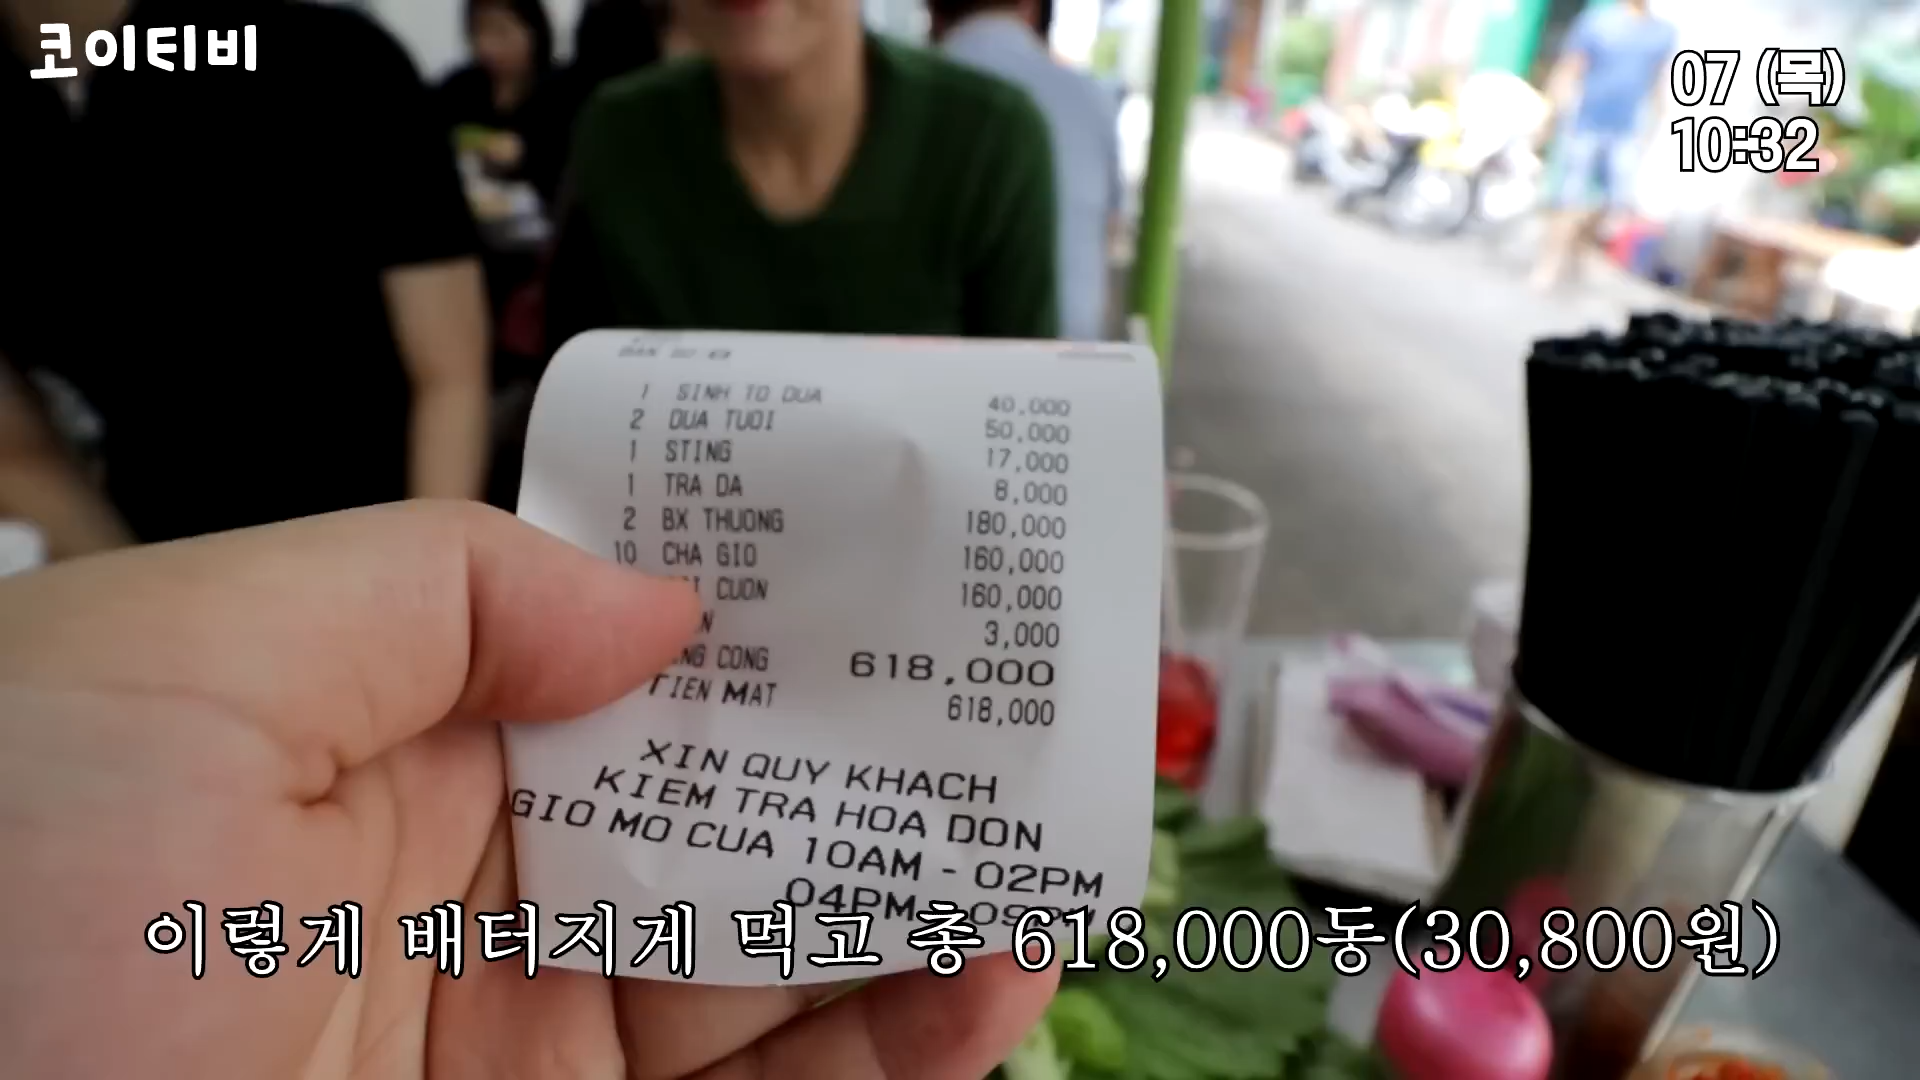 코이티비
07 (목)
10:32
1 SINH TO DUA 40,000
2 DUA TUOI 50,000
1 STING 17,000
1 TRA DA 8,000
2 BX THUONG 180,000
10 CHA GIO 160,000
CUON 160,000
3,000
CONG 618,000
TIEN MAT 618,000
XIN QUY KHACH
KIEM TRA HOA DON
GIO MO CUA 10AM - 02PM
04PM
이렇게 배터지게 먹고 총 618,000동(30,800원)